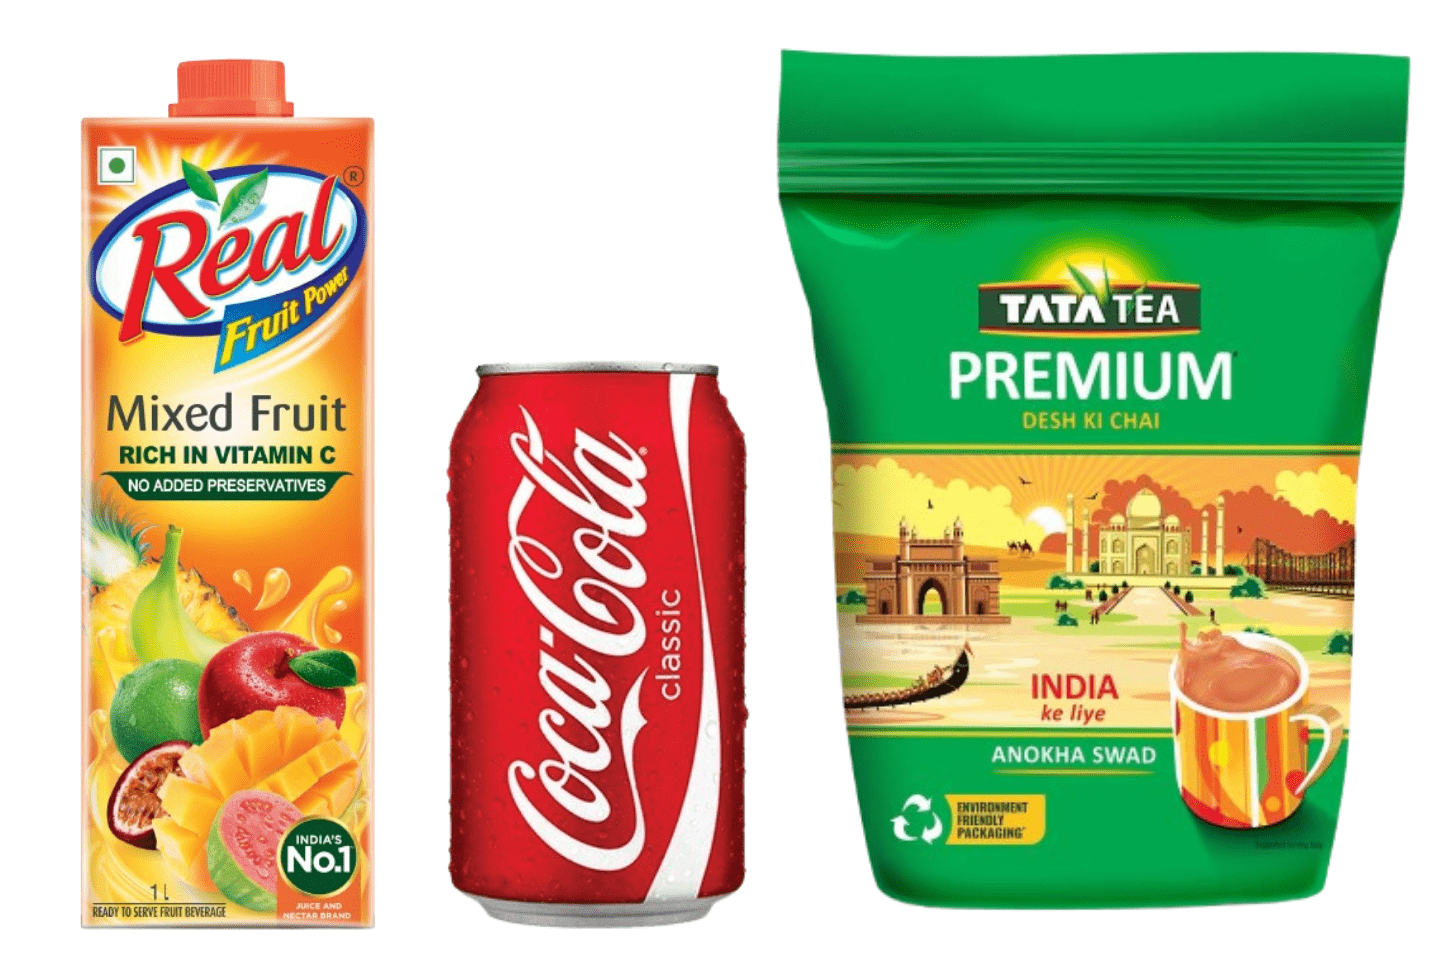 Real
®
Fruit Power
Mixed Fruit
RICH IN VITAMIN C
NO ADDED PRESERVATIVES
INDIA'S
No.1
1 L
READY TO SERVE FRUIT BEVERAGE
JUICE AND
NECTAR BRAND
Coca-Cola
®
classic
TATA TEA
PREMIUM
DESH KI CHAI
INDIA
ke liye
ANOKHA SWAD
ENVIRONMENT
FRIENDLY
PACKAGING*